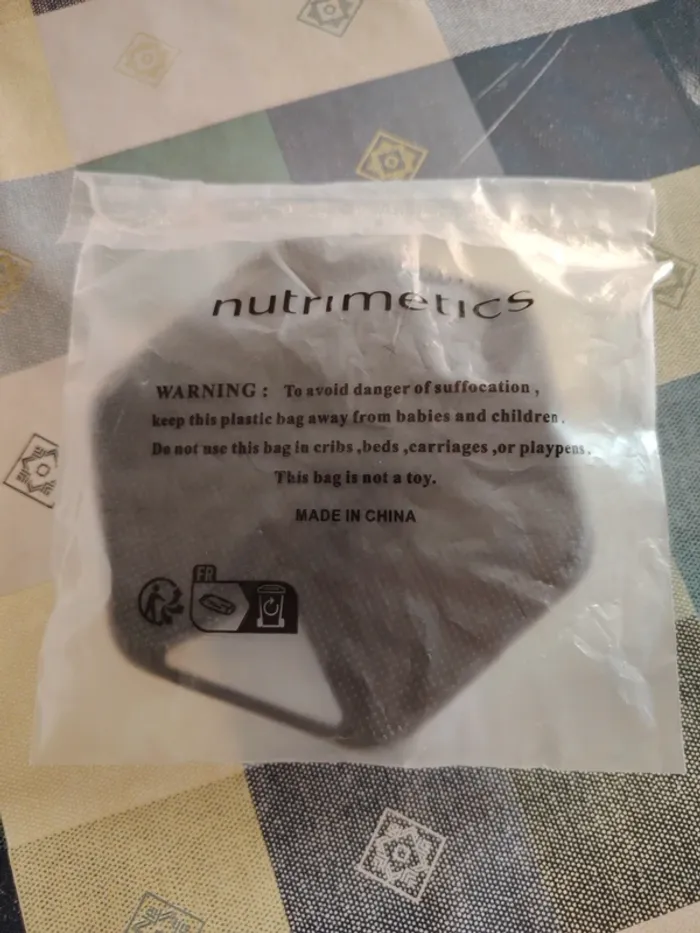 nutrimetics
WARNING : To avoid danger of suffocation ,
keep this plastic bag away from babies and children.
Do not use this bag in cribs ,beds ,carriages ,or playpens.
This bag is not a toy.
MADE IN CHINA
FR